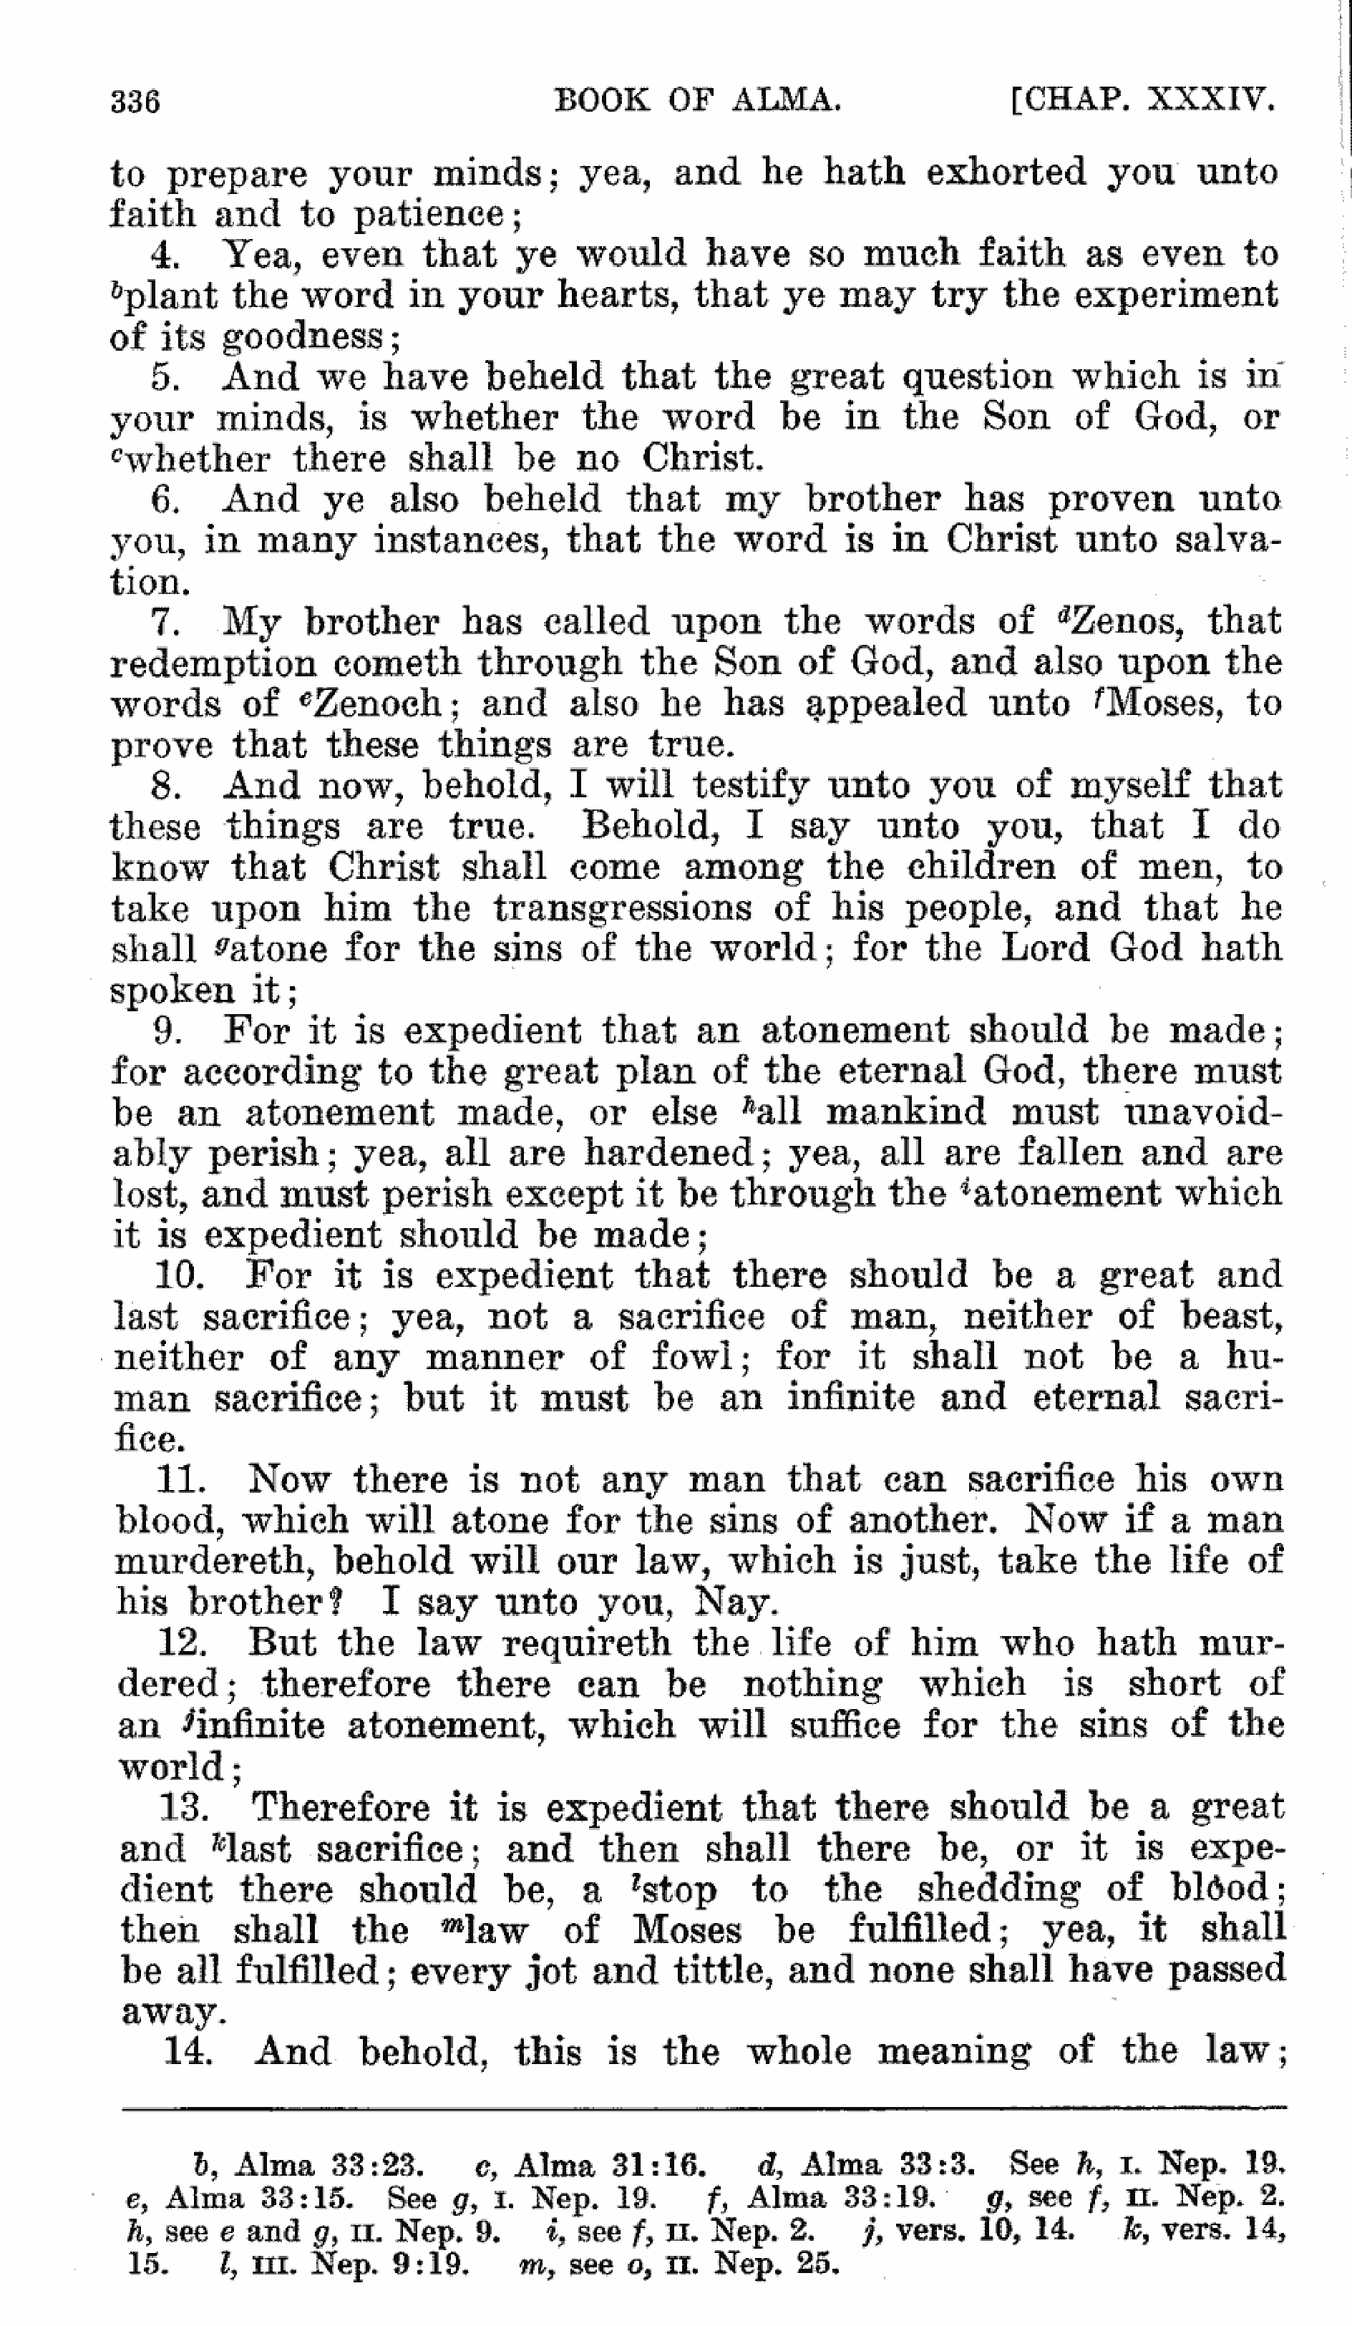 336 BOOK OF ALMA. [CHAP. XXXIV.
to prepare your minds; yea, and he hath exhorted you unto
faith and to patience;
4. Yea, even that ye would have so much faith as even to
bplant the word in your hearts, that ye may try the experiment
of its goodness;
5. And we have beheld that the great question which is in
your minds, is whether the word be in the Son of God, or
cwhether there shall be no Christ.
6. And ye also beheld that my brother has proven unto
you, in many instances, that the word is in Christ unto salva-
tion.
7. My brother has called upon the words of dZenos, that
redemption cometh through the Son of God, and also upon the
words of eZenoch; and also he has appealed unto fMoses, to
prove that these things are true.
8. And now, behold, I will testify unto you of myself that
these things are true. Behold, I say unto you, that I do
know that Christ shall come among the children of men, to
take upon him the transgressions of his people, and that he
shall gatone for the sins of the world; for the Lord God hath
spoken it;
9. For it is expedient that an atonement should be made;
for according to the great plan of the eternal God, there must
be an atonement made, or else hall mankind must unavoid-
ably perish; yea, all are hardened; yea, all are fallen and are
lost, and must perish except it be through the iatonement which
it is expedient should be made;
10. For it is expedient that there should be a great and
last sacrifice; yea, not a sacrifice of man, neither of beast,
neither of any manner of fowl; for it shall not be a hu-
man sacrifice; but it must be an infinite and eternal sacri-
fice.
11. Now there is not any man that can sacrifice his own
blood, which will atone for the sins of another. Now if a man
murdereth, behold will our law, which is just, take the life of
his brother? I say unto you, Nay.
12. But the law requireth the life of him who hath mur-
dered; therefore there can be nothing which is short of
an jinfinite atonement, which will suffice for the sins of the
world;
13. Therefore it is expedient that there should be a great
and klast sacrifice; and then shall there be, or it is expe-
dient there should be, a lstop to the shedding of blood;
then shall the mlaw of Moses be fulfilled; yea, it shall
be all fulfilled; every jot and tittle, and none shall have passed
away.
14. And behold, this is the whole meaning of the law;
b, Alma 33:23. c, Alma 31:16. d, Alma 33:3. See h, I. Nep. 19.
e, Alma 33:15. See g, I. Nep. 19. f, Alma 33:19. g, see f, II. Nep. 2.
h, see e and g, II. Nep. 9. i, see f, II. Nep. 2. j, vers. 10, 14. k, vers. 14,
15. l, III. Nep. 9:19. m, see o, II. Nep. 25.